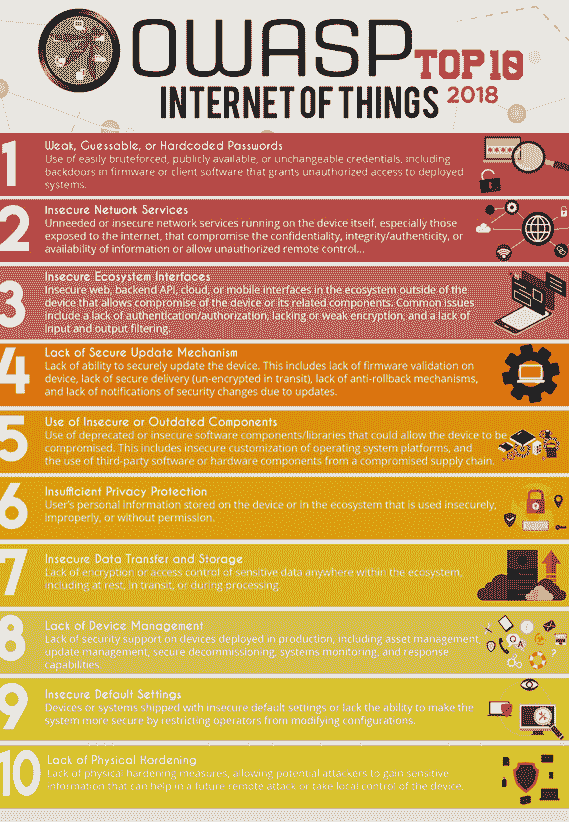 OWASP TOP 10
INTERNET OF THINGS 2018
1
Weak, Guessable, or Hardcoded Passwords
Use of easily bruteforced, publicly available, or unchangeable credentials, including
backdoors in firmware or client software that grants unauthorized access to deployed
systems.
2
Insecure Network Services
Unneeded or insecure network services running on the device itself, especially those
exposed to the internet, that compromise the confidentiality, integrity/authenticity, or
availability of information or allow unauthorized remote control...
3
Insecure Ecosystem Interfaces
Insecure web, backend API, cloud, or mobile interfaces in the ecosystem outside of the
device that allows compromise of the device or its related components. Common issues
include a lack of authentication/authorization, lacking or weak encryption, and a lack of
input and output filtering.
4
Lack of Secure Update Mechanism
Lack of ability to securely update the device. This includes lack of firmware validation on
device, lack of secure delivery (un-encrypted in transit), lack of anti-rollback mechanisms,
and lack of notifications of security changes due to updates.
5
Use of Insecure or Outdated Components
Use of deprecated or insecure software components/libraries that could allow the device to be
compromised. This includes insecure customization of operating system platforms, and
the use of third-party software or hardware components from a compromised supply chain.
6
Insufficient Privacy Protection
User's personal information stored on the device or in the ecosystem that is used insecurely,
improperly, or without permission.
7
Insecure Data Transfer and Storage
Lack of encryption or access control of sensitive data anywhere within the ecosystem,
including at rest, in transit, or during processing.
8
Lack of Device Management
Lack of security support on devices deployed in production, including asset management,
update management, secure decommissioning, systems monitoring, and response
capabilities.
9
Insecure Default Settings
Devices or systems shipped with insecure default settings or lack the ability to make the
system more secure by restricting operators from modifying configurations.
10
Lack of Physical Hardening
Lack of physical hardening measures, allowing potential attackers to gain sensitive
information that can help in a future remote attack or take local control of the device.